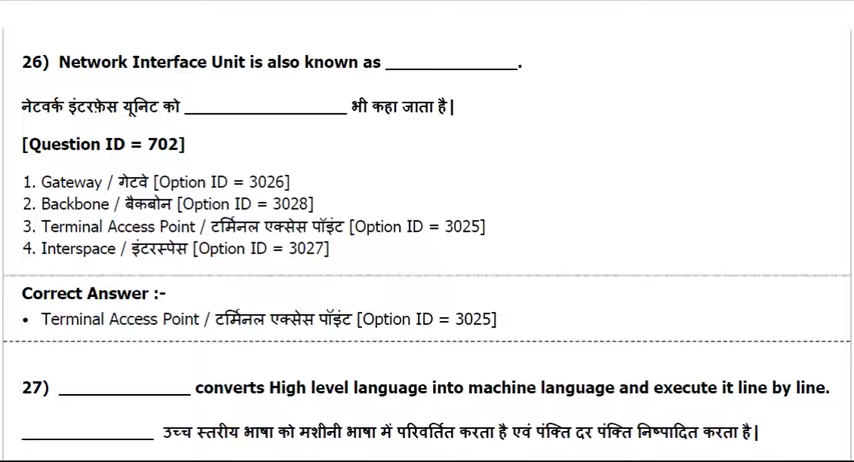 26) Network Interface Unit is also known as _______________.
नेटवर्क इंटरफ़ेस यूनिट को __________________ भी कहा जाता है|
[Question ID = 702]
1. Gateway / गेटवे [Option ID = 3026]
2. Backbone / बैकबोन [Option ID = 3028]
3. Terminal Access Point / टर्मिनल एक्सेस पॉइंट [Option ID = 3025]
4. Interspace / इंटरस्पेस [Option ID = 3027]
Correct Answer :-
• Terminal Access Point / टर्मिनल एक्सेस पॉइंट [Option ID = 3025]
27) _______________ converts High level language into machine language and execute it line by line.
_______________ उच्च स्तरीय भाषा को मशीनी भाषा में परिवर्तित करता है एवं पंक्ति दर पंक्ति निष्पादित करता है|